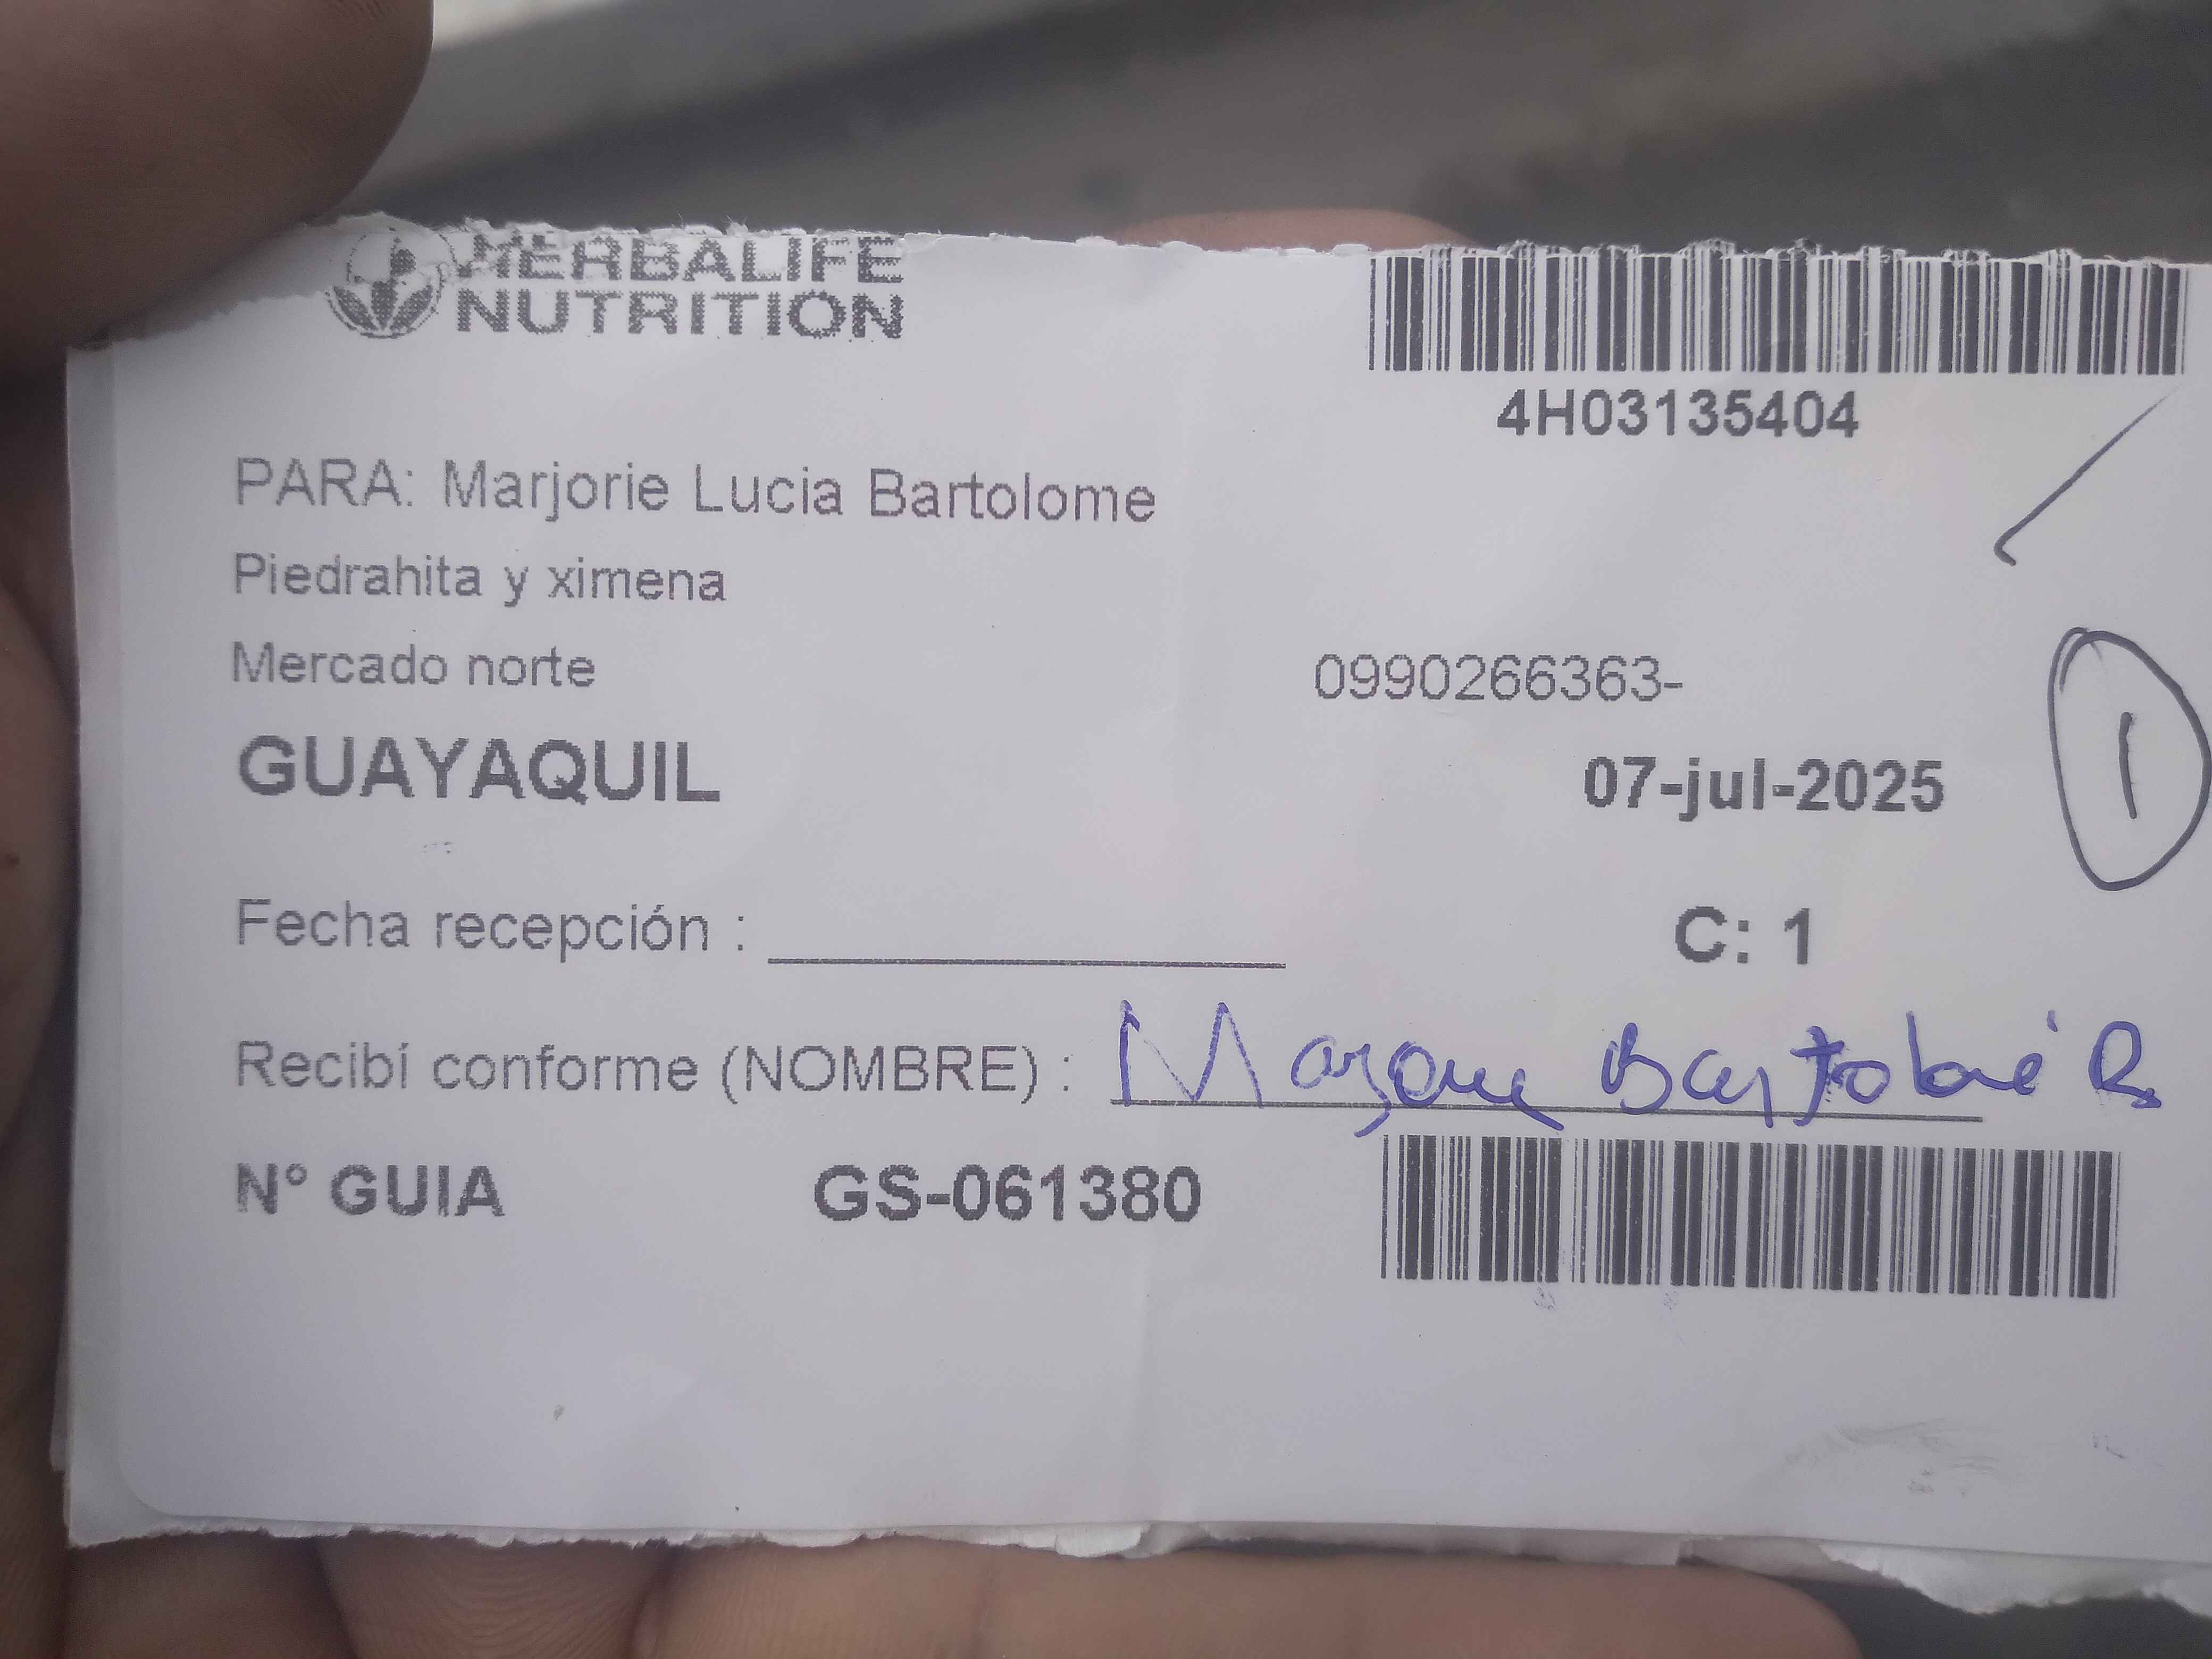 HERBALIFE
NUTRITION
4H03135404
PARA: Marjorie Lucia Bartolome
Piedrahita y ximena
Mercado norte
0990266363-
GUAYAQUIL
07-jul-2025
1
Fecha recepción :
C: 1
Recibí conforme (NOMBRE) : Bartolomé R
N° GUIA GS-061380